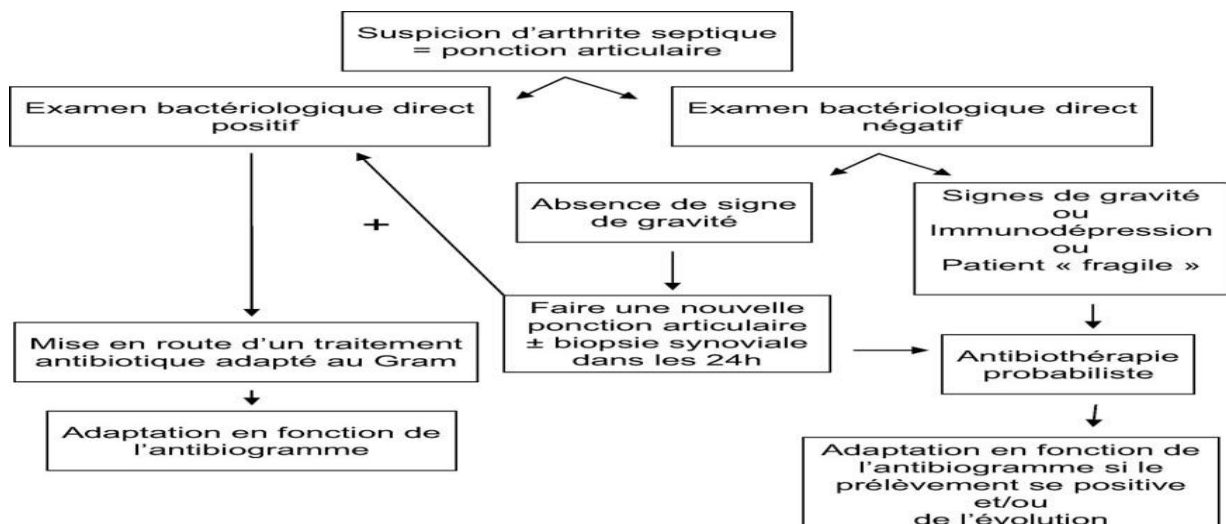 Suspicion d'arthrite septique
= ponction articulaire
Examen bactériologique direct
positif
Examen bactériologique direct
négatif
Absence de signe
de gravité
Signes de gravité
ou
Immunodépression
ou
Patient « fragile »
+
Faire une nouvelle
ponction articulaire
± biopsie synoviale
dans les 24h
Mise en route d'un traitement
antibiotique adapté au Gram
Antibiothérapie
probabiliste
Adaptation en fonction de
l'antibiogramme
Adaptation en fonction de
l'antibiogramme si le
prélèvement se positive
et/ou
de l'évolution